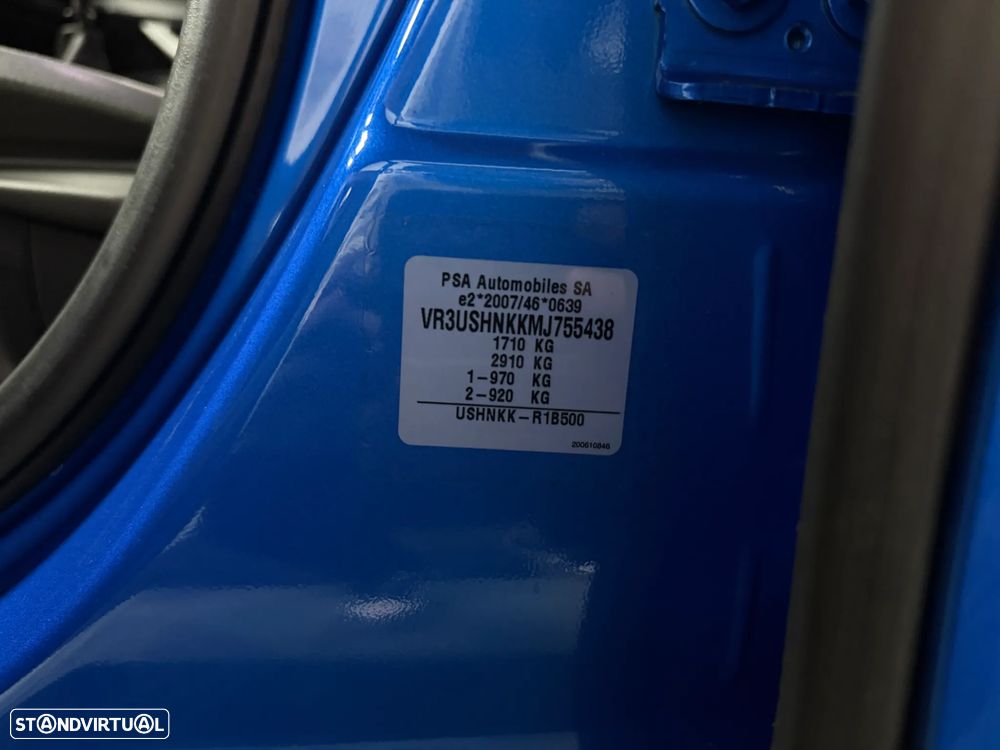 PSA Automobiles SA
e2*2007/46*0639
VR3USHNKKMJ755438
1710 KG
2910 KG
1-970 KG
2-920 KG
USHNKK-R1B500
200610846
STANDVIRTUAL